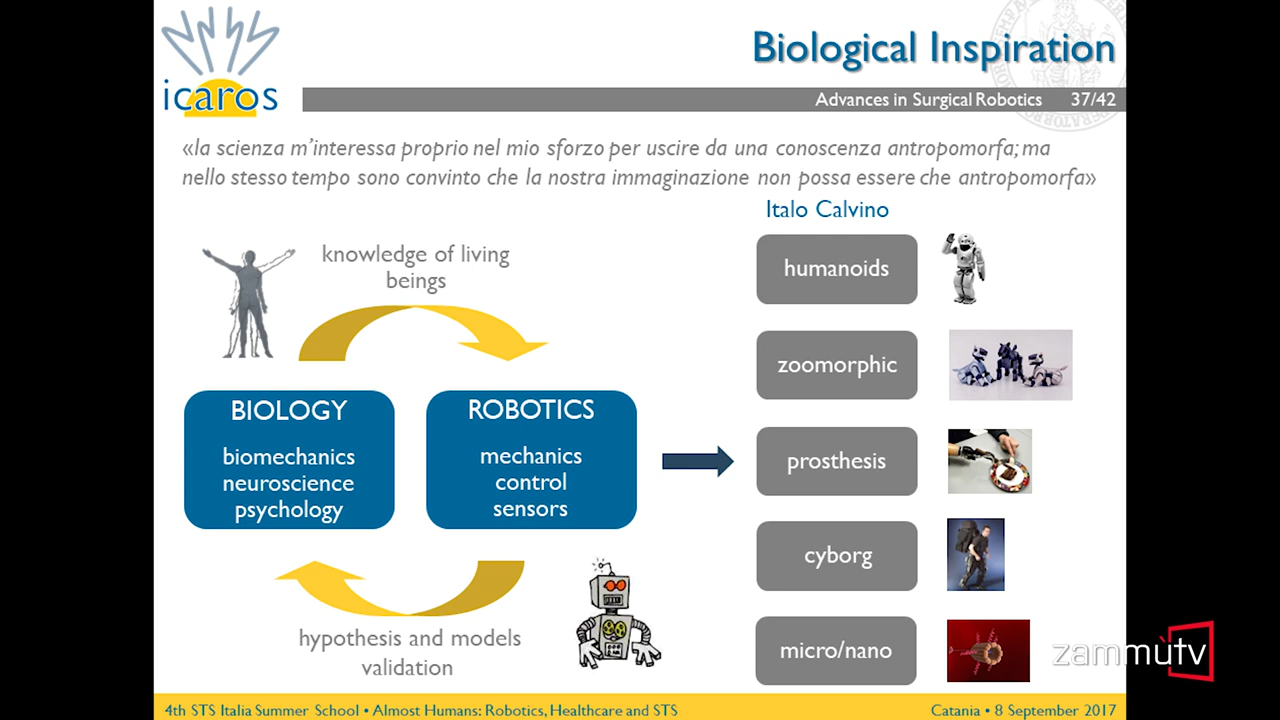 icaros
Biological Inspiration
Advances in Surgical Robotics 37/42
«la scienza m'interessa proprio nel mio sforzo per uscire da una conoscenza antropomorfa; ma
nello stesso tempo sono convinto che la nostra immaginazione non possa essere che antropomorfa»
Italo Calvino
knowledge of living
beings
BIOLOGY
biomechanics
neuroscience
psychology
ROBOTICS
mechanics
control
sensors
hypothesis and models
validation
humanoids
zoomorphic
prosthesis
cyborg
micro/nano
zammùtv
4th STS Italia Summer School • Almost Humans: Robotics, Healthcare and STS
Catania • 8 September 2017